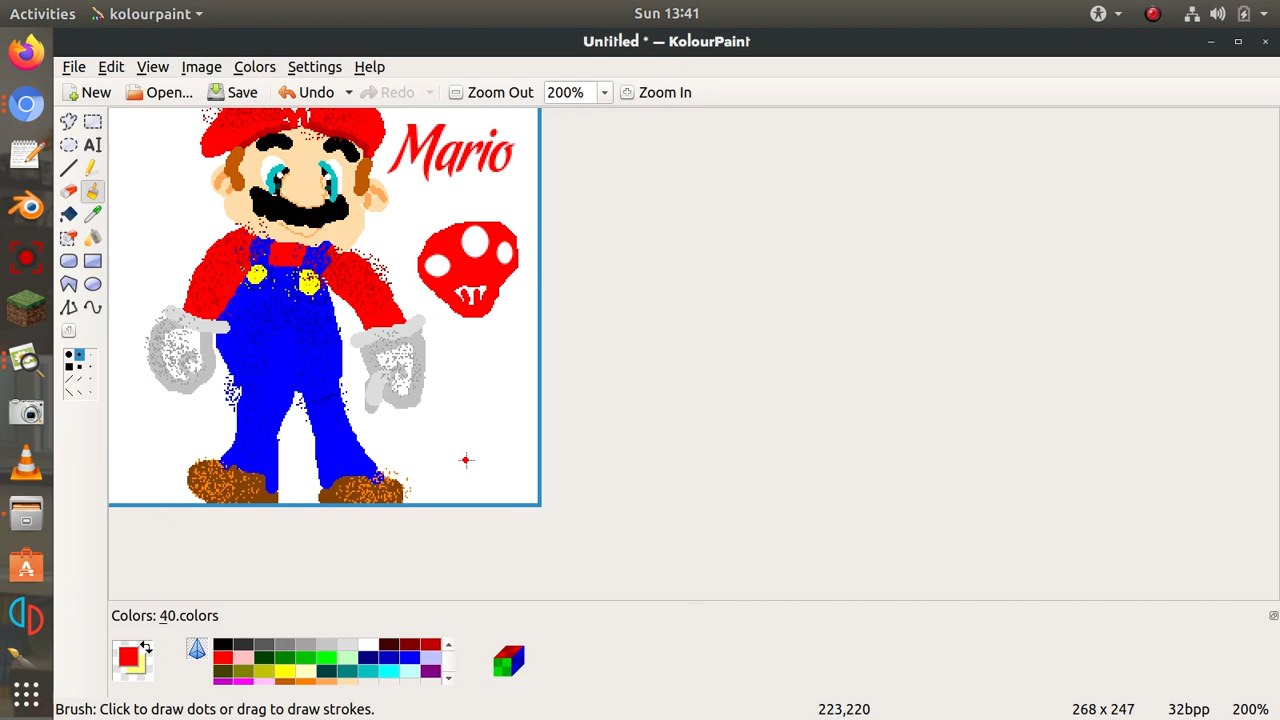 Activities kolourpaint Sun 13:41
Untitled * — KolourPaint
File Edit View Image Colors Settings Help
New Open... Save Undo Redo Zoom Out 200% Zoom In
Mario
Colors: 40.colors
Brush: Click to draw dots or drag to draw strokes. 223,220 268 x 247 32bpp 200%